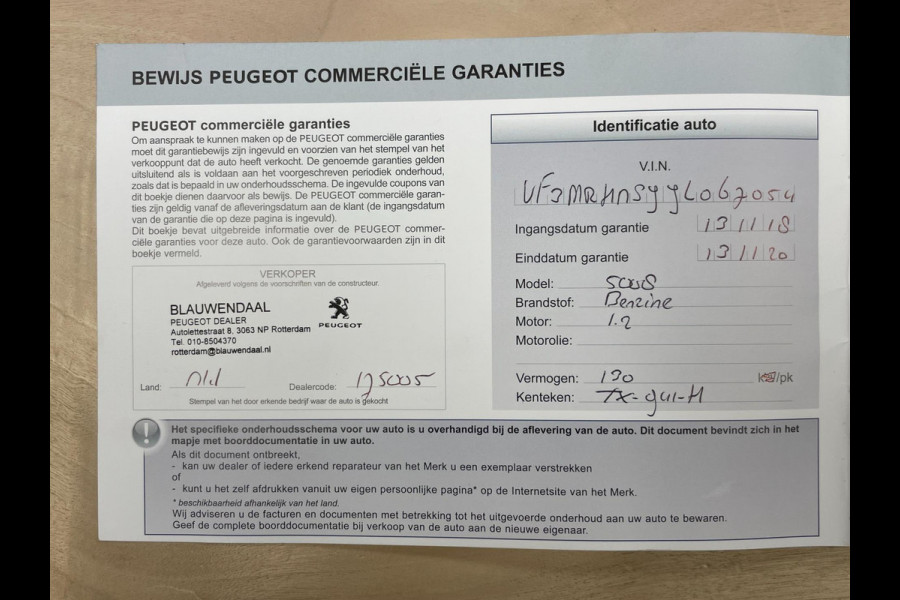 BEWIJS PEUGEOT COMMERCIËLE GARANTIES
PEUGEOT commerciële garanties
Om aanspraak te kunnen maken op de PEUGEOT commerciële garanties
moet dit garantiebewijs zijn ingevuld en voorzien van het stempel van het
verkooppunt dat de auto heeft verkocht. De genoemde garanties gelden
uitsluitend als is voldaan aan het voorgeschreven periodiek onderhoud,
zoals dat is bepaald in uw onderhoudsschema. De ingevulde coupons van
dit boekje dienen daarvoor als bewijs. De PEUGEOT commerciële garan-
ties zijn geldig vanaf de afleveringsdatum aan de klant (de ingangsdatum
van de garantie die op deze pagina is ingevuld).
Dit boekje bevat uitgebreide informatie over de PEUGEOT commer-
ciële garanties voor deze auto. Ook de garantievoorwaarden zijn in dit
boekje vermeld.
VERKOPER
Afgeleverd volgens de voorschriften van de constructeur.
BLAUWENDAAL
PEUGEOT DEALER
Autolettestraat 8, 3063 NP Rotterdam
Tel. 010-8504370
rotterdam@blauwendaal.nl
PEUGEOT
Land: Nld
Dealercode: 175005
Stempel van het door erkende bedrijf waar de auto is gekocht
Identificatie auto
V.I.N.
VF3MRHNSYJL067054
Ingangsdatum garantie 13/11/18
Einddatum garantie 13/11/20
Model: 5008
Brandstof: Benzine
Motor: 1.2
Motorolie:
Vermogen: 130 kW/pk
Kenteken: TX-941-H
! Het specifieke onderhoudsschema voor uw auto is u overhandigd bij de aflevering van de auto. Dit document bevindt zich in het
mapje met boorddocumentatie in uw auto.
Als dit document ontbreekt,
- kan uw dealer of iedere erkend reparateur van het Merk u een exemplaar verstrekken
of
- kunt u het zelf afdrukken vanuit uw eigen persoonlijke pagina* op de Internetsite van het Merk.
* beschikbaarheid afhankelijk van het land.
Wij adviseren u de facturen en documenten met betrekking tot het uitgevoerde onderhoud aan uw auto te bewaren.
Geef de complete boorddocumentatie bij verkoop van de auto aan de nieuwe eigenaar.